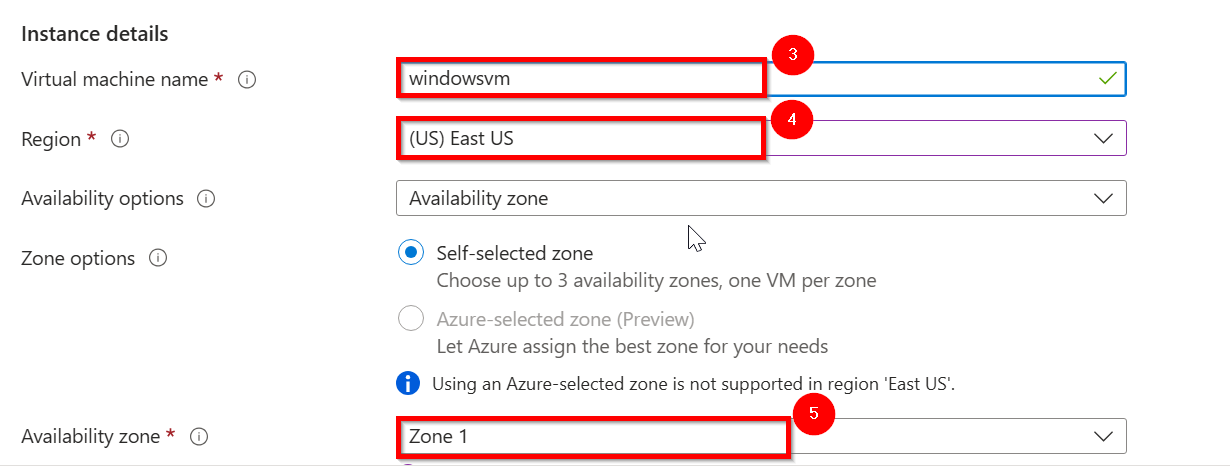 Instance details
Virtual machine name * windowsvm 3
Region * (US) East US 4
Availability options Availability zone
Zone options Self-selected zone
Choose up to 3 availability zones, one VM per zone
Azure-selected zone (Preview)
Let Azure assign the best zone for your needs
Using an Azure-selected zone is not supported in region 'East US'.
Availability zone * Zone 1 5